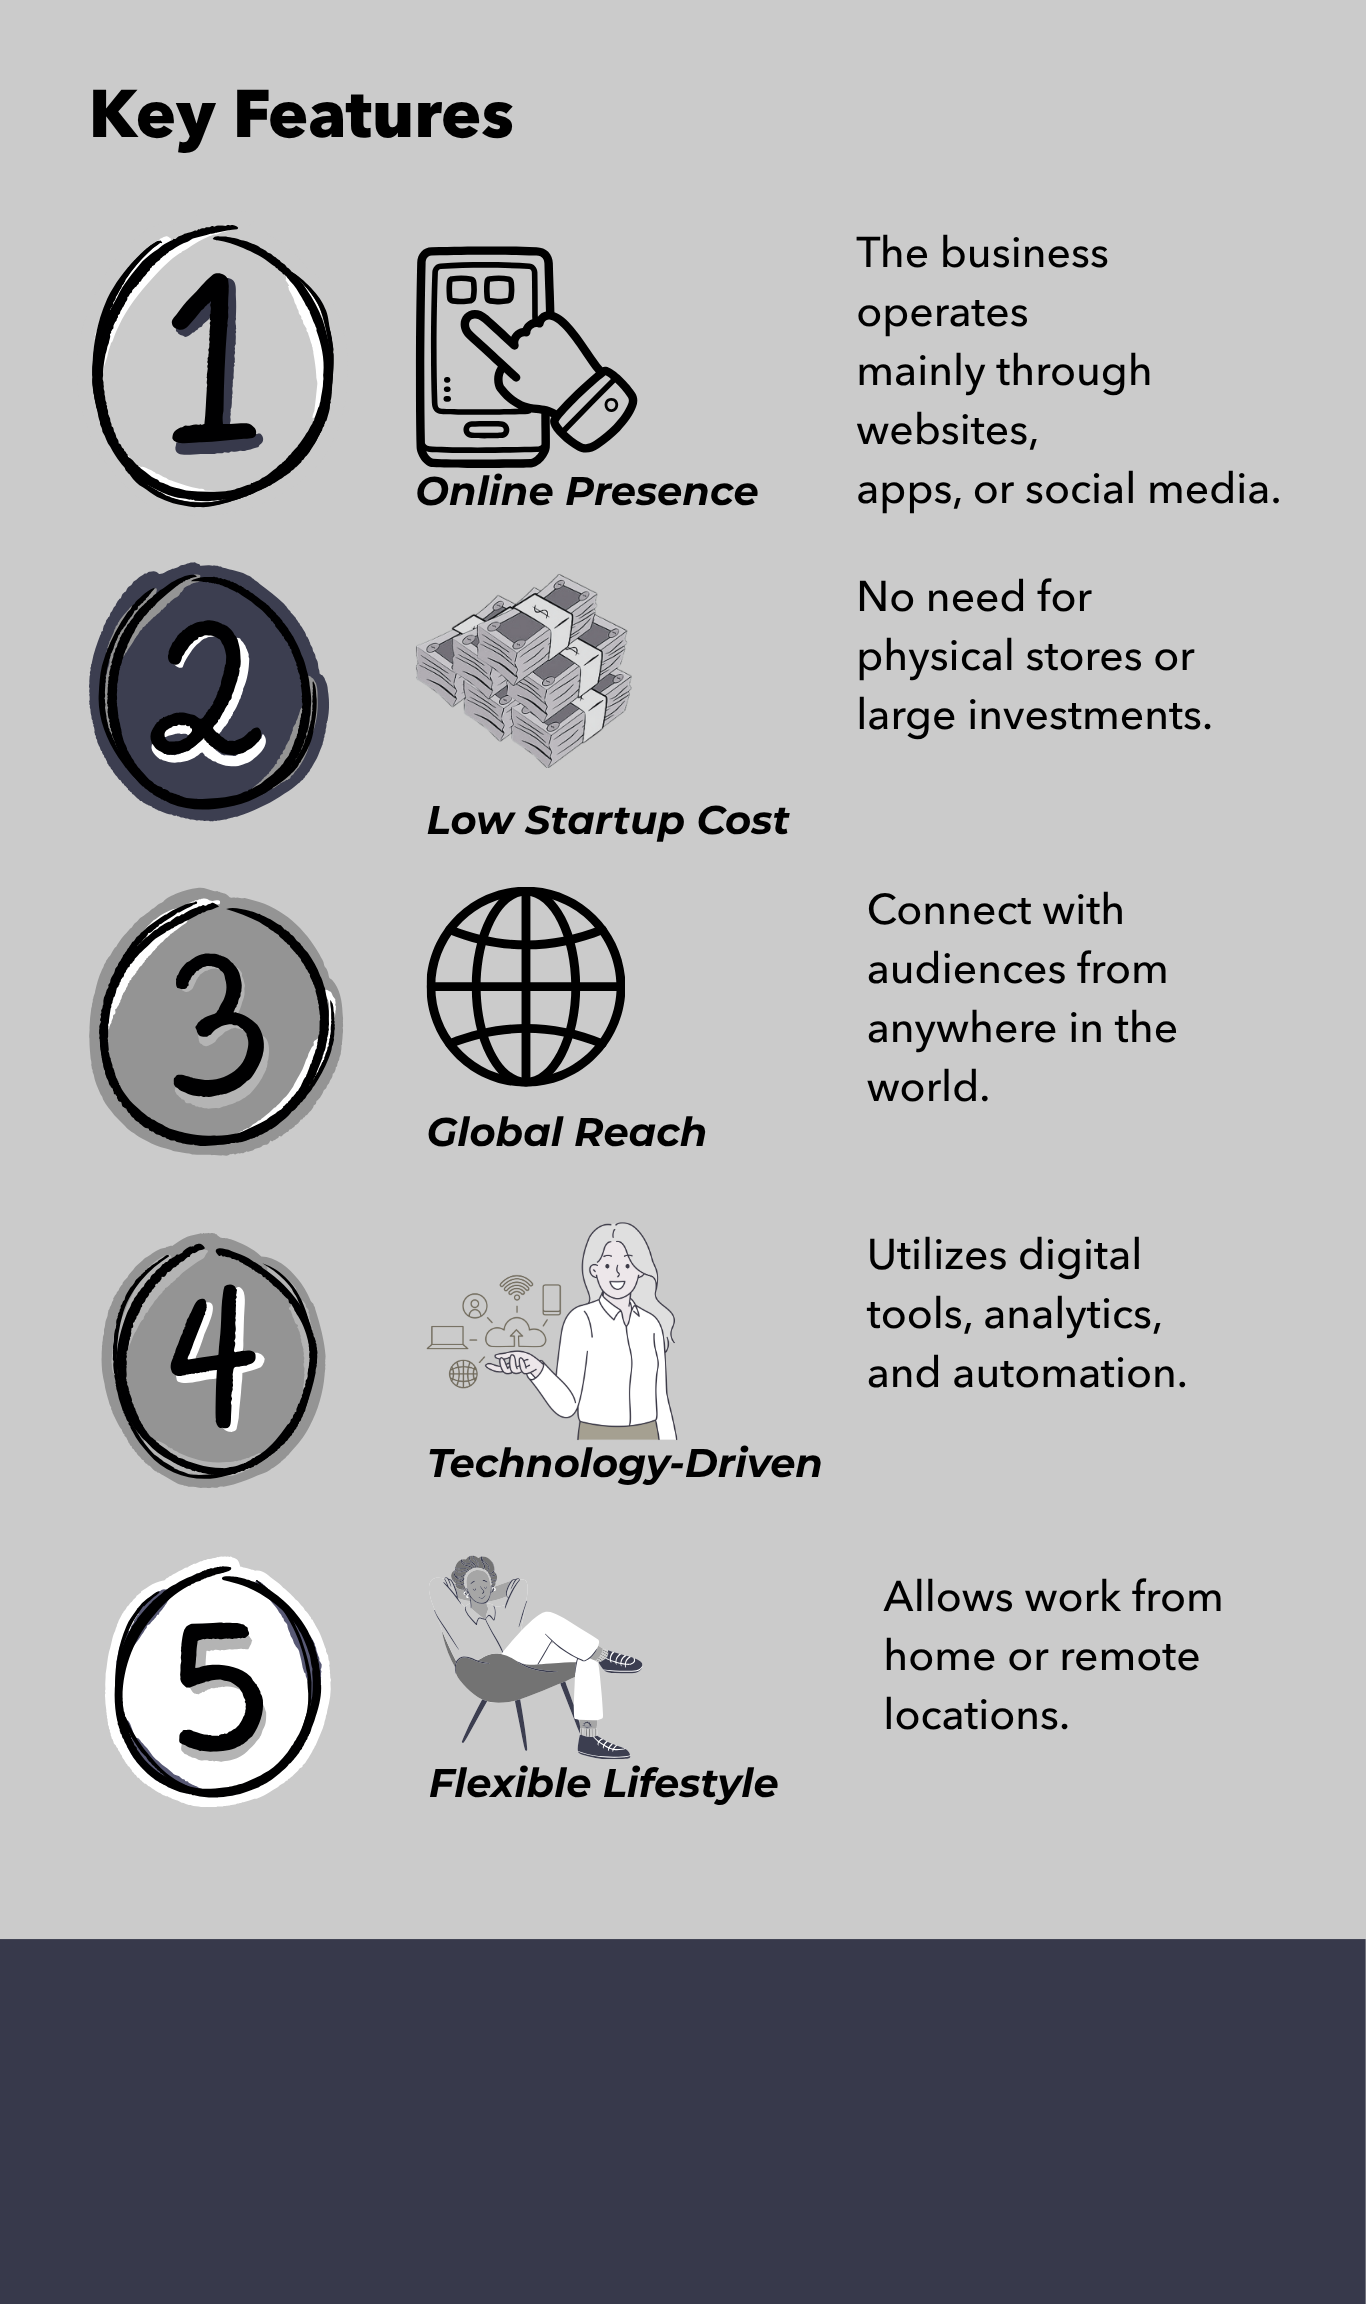 Key Features
1
The business
operates
mainly through
websites,
apps, or social media.
Online Presence
2
No need for
physical stores or
large investments.
Low Startup Cost
3
Connect with
audiences from
anywhere in the
world.
Global Reach
4
Utilizes digital
tools, analytics,
and automation.
Technology-Driven
5
Allows work from
home or remote
locations.
Flexible Lifestyle